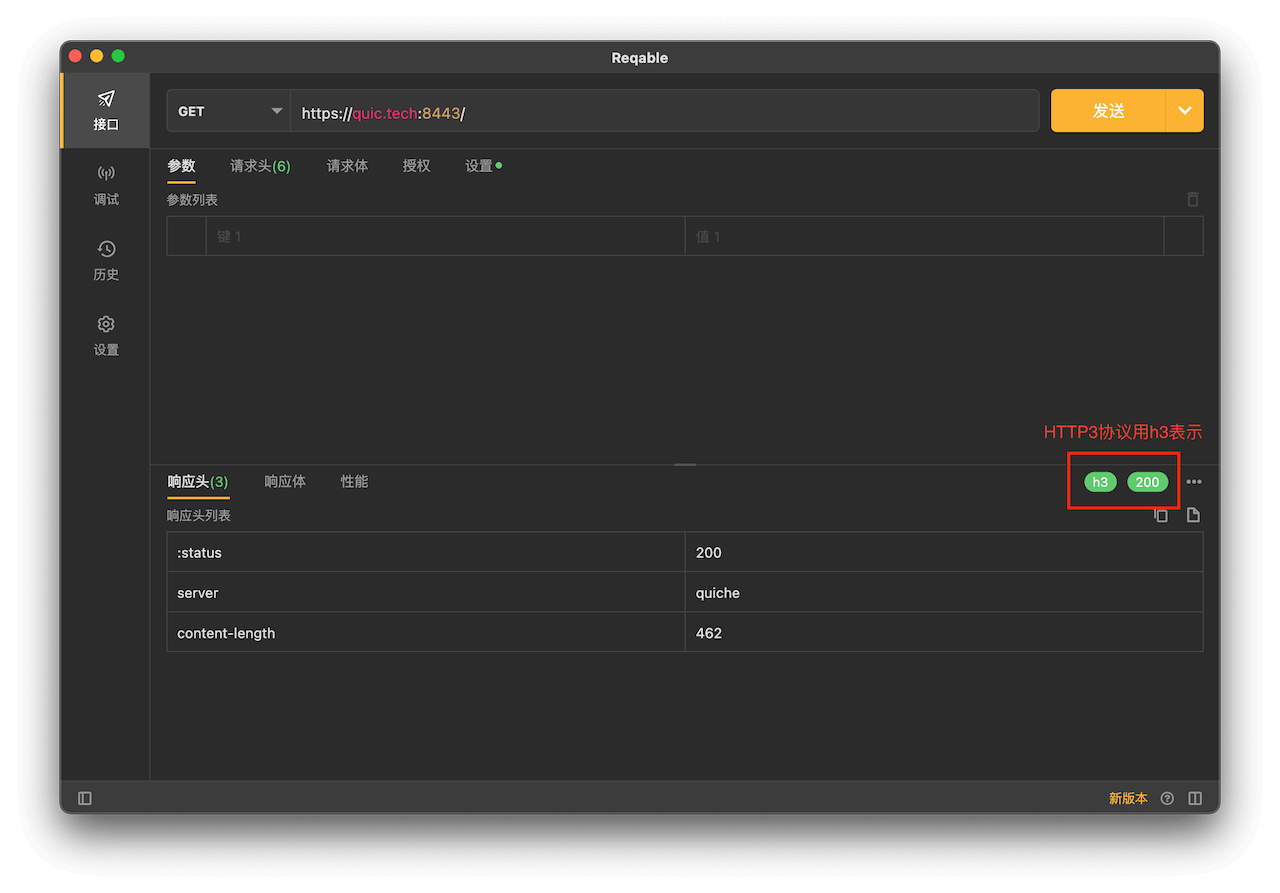 Reqable
接口
GET
https://quic.tech:8443/
发送
参数 请求头(6) 请求体 授权 设置
调试
参数列表
键 1 值 1
历史
设置
HTTP3协议用h3表示
响应头(3) 响应体 性能 h3 200
响应头列表
:status 200
server quiche
content-length 462
新版本